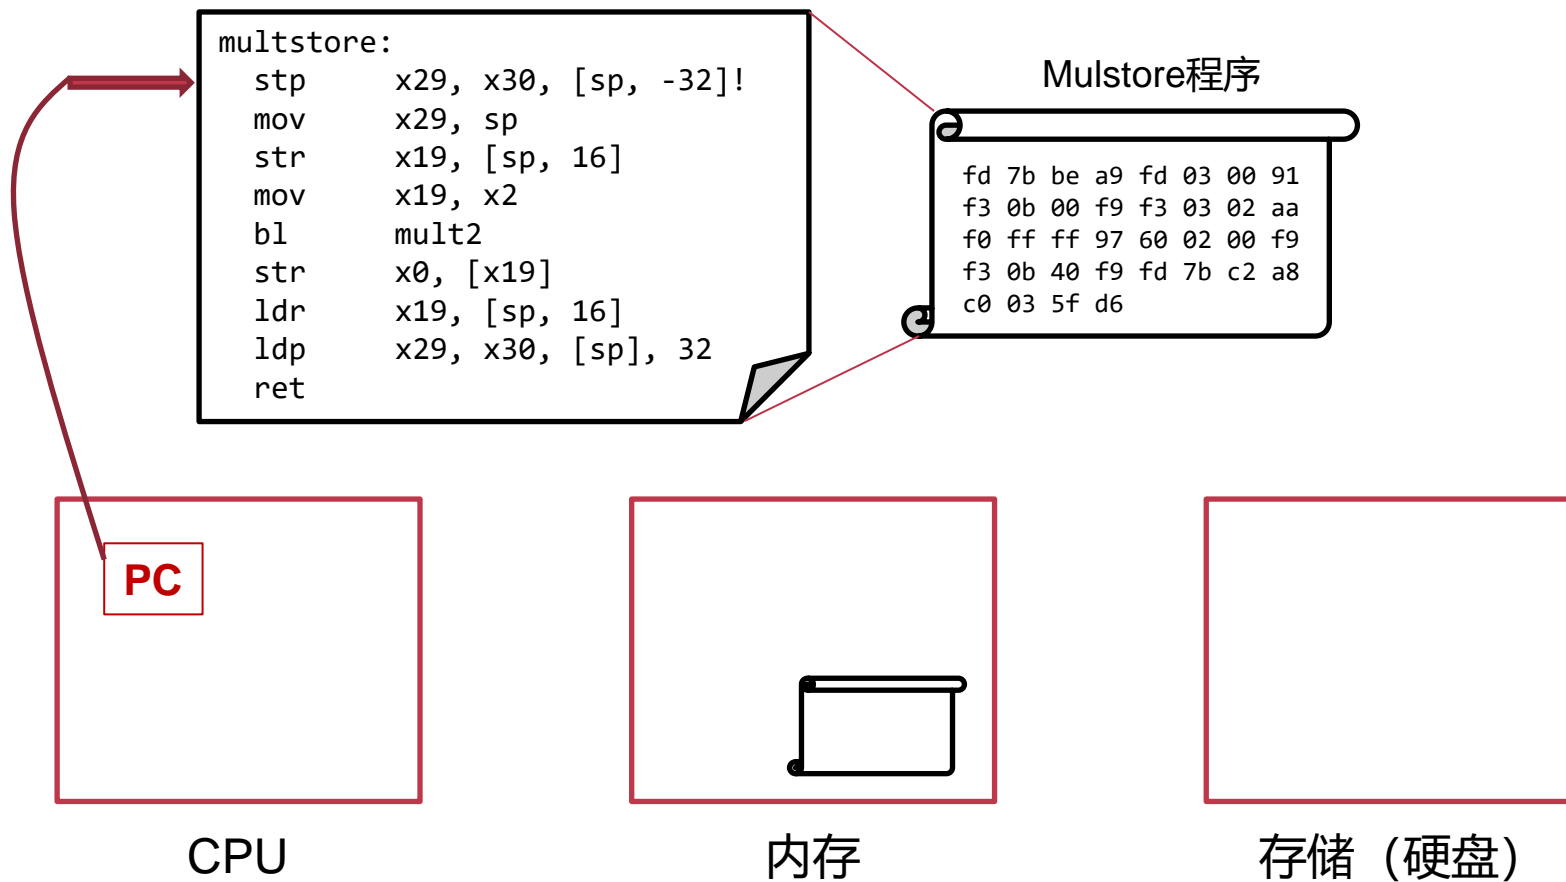 multstore:
stp x29, x30, [sp, -32]!
mov x29, sp
str x19, [sp, 16]
mov x19, x2
bl mult2
str x0, [x19]
ldr x19, [sp, 16]
ldp x29, x30, [sp], 32
ret
Mulstore程序
fd 7b be a9 fd 03 00 91
f3 0b 00 f9 f3 03 02 aa
f0 ff ff 97 60 02 00 f9
f3 0b 40 f9 fd 7b c2 a8
c0 03 5f d6
PC
CPU
内存
存储（硬盘）